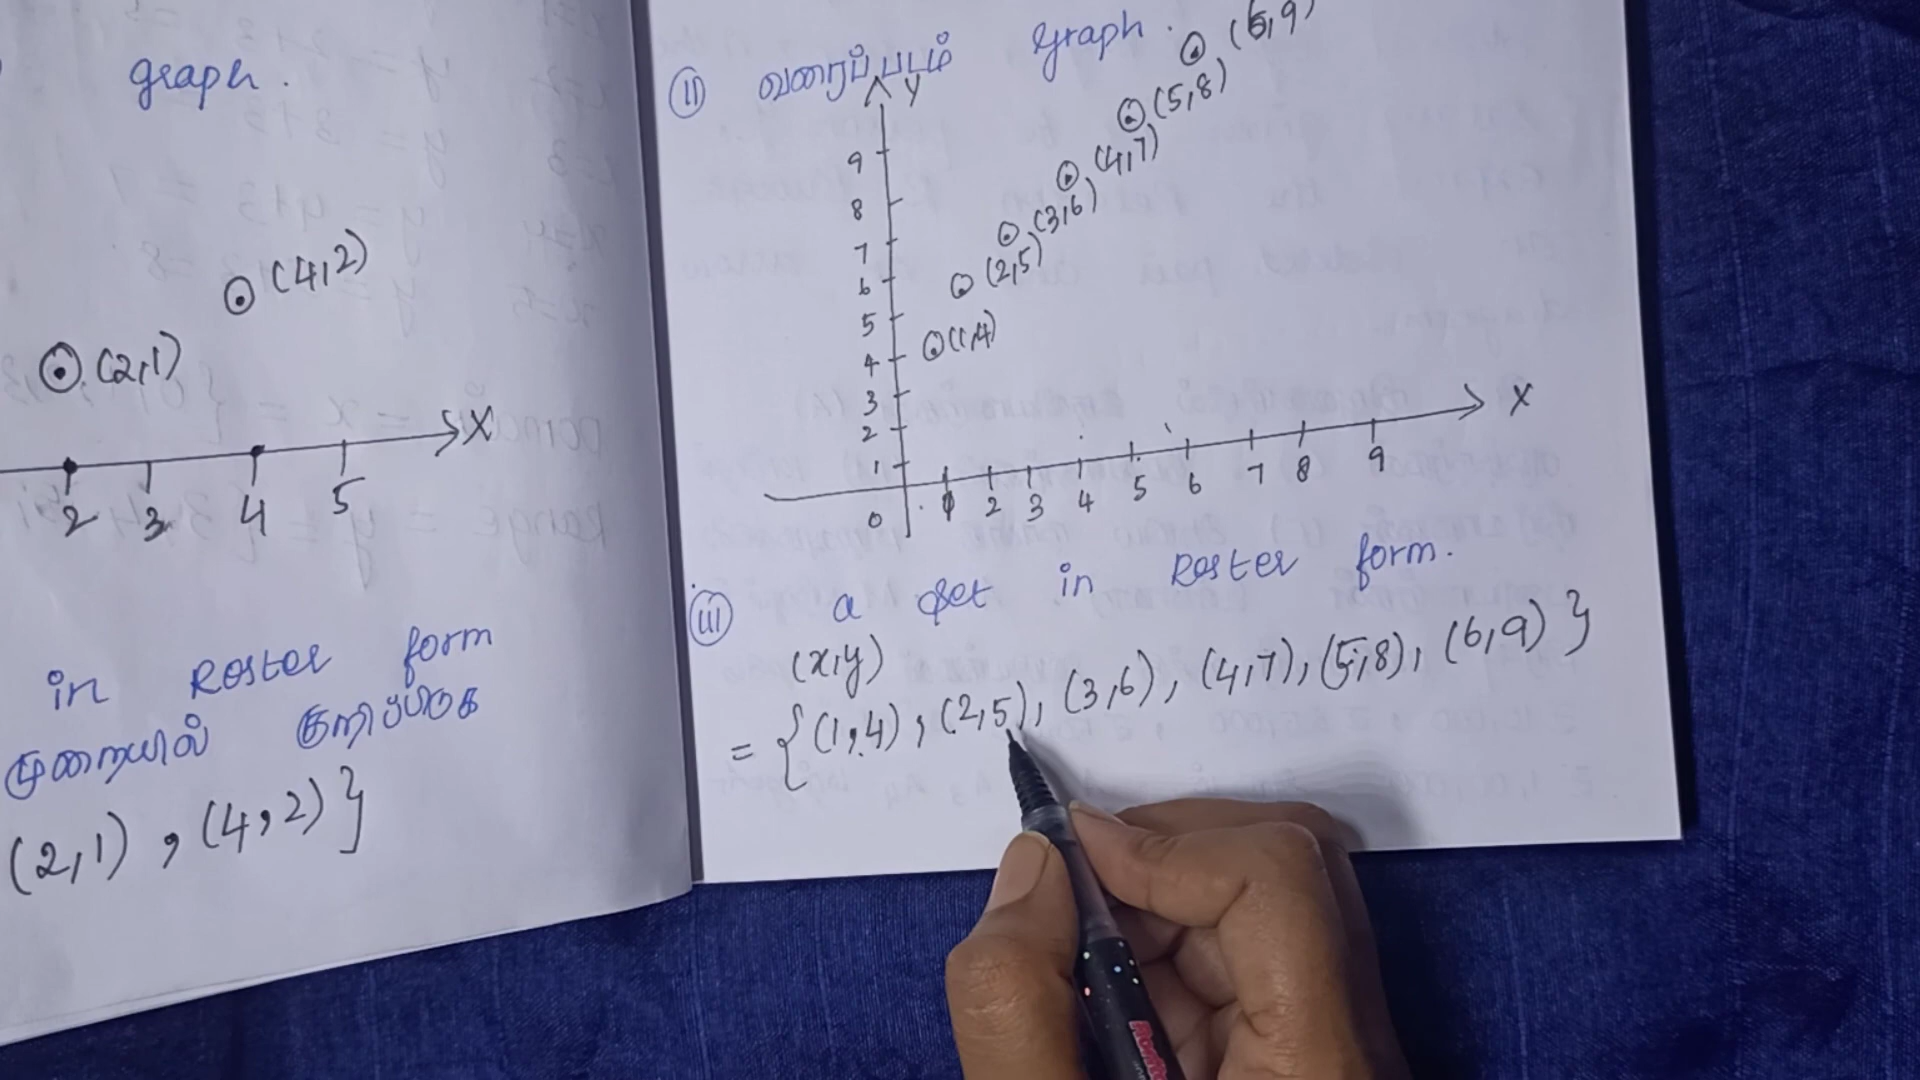 graph.
(4,2)
(2,1)
X
2 3 4 5
in Roster form
முறையில் குறிப்பிடுக
(2,1) , (4,2) }
(ii) வரைப்படம் graph.
Y
(6,9)
(5,8)
(4,7)
(3,6)
(2,5)
(1,4)
9
8
7
6
5
4
3
2
1
X
0 1 2 3 4 5 6 7 8 9
(iii) a set in Roster form.
(x,y)
= { (1,4) , (2,5) , (3,6) , (4,7) , (5,8) , (6,9) }